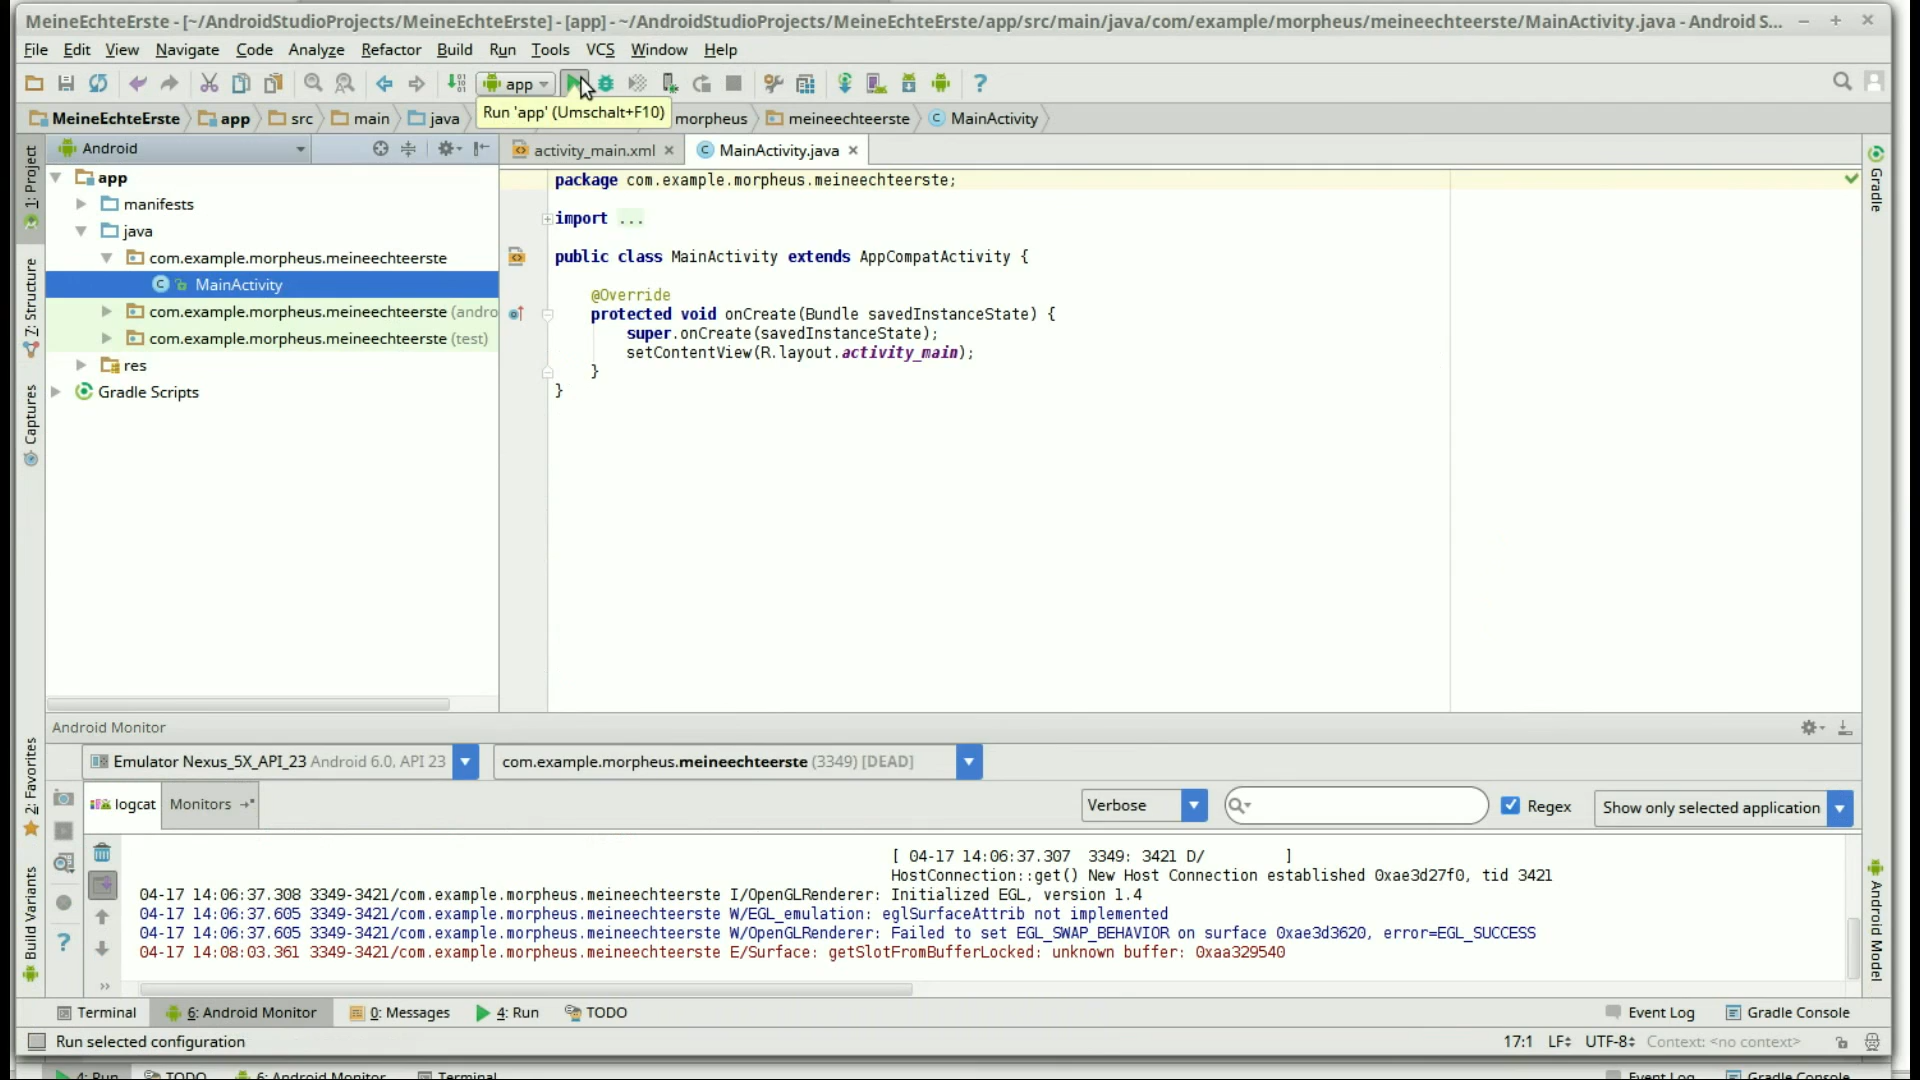 MeineEchteErste - [~/AndroidStudioProjects/MeineEchteErste] - [app] - ~/AndroidStudioProjects/MeineEchteErste/app/src/main/java/com/example/morpheus/meineechteerste/MainActivity.java - Android S...
File Edit View Navigate Code Analyze Refactor Build Run Tools VCS Window Help
app
Run 'app' (Umschalt+F10)
MeineEchteErste app src main java morpheus meineechteerste MainActivity
Android
activity_main.xml MainActivity.java
1: Project
7: Structure
Captures
2: Favorites
Build Variants
app
manifests
java
com.example.morpheus.meineechteerste
MainActivity
com.example.morpheus.meineechteerste (andro
com.example.morpheus.meineechteerste (test)
res
Gradle Scripts
package com.example.morpheus.meineechteerste;
import ...
public class MainActivity extends AppCompatActivity {
@Override
protected void onCreate(Bundle savedInstanceState) {
super.onCreate(savedInstanceState);
setContentView(R.layout.activity_main);
}
}
Gradle
Android Model
Android Monitor
Emulator Nexus_5X_API_23 Android 6.0, API 23
com.example.morpheus.meineechteerste (3349) [DEAD]
logcat Monitors
Verbose
Regex
Show only selected application
[ 04-17 14:06:37.307 3349: 3421 D/ ]
HostConnection::get() New Host Connection established 0xae3d27f0, tid 3421
04-17 14:06:37.308 3349-3421/com.example.morpheus.meineechteerste I/OpenGLRenderer: Initialized EGL, version 1.4
04-17 14:06:37.605 3349-3421/com.example.morpheus.meineechteerste W/EGL_emulation: eglSurfaceAttrib not implemented
04-17 14:06:37.605 3349-3421/com.example.morpheus.meineechteerste W/OpenGLRenderer: Failed to set EGL_SWAP_BEHAVIOR on surface 0xae3d3620, error=EGL_SUCCESS
04-17 14:08:03.361 3349-3421/com.example.morpheus.meineechteerste E/Surface: getSlotFromBufferLocked: unknown buffer: 0xaa329540
Terminal 6: Android Monitor 0: Messages 4: Run TODO Event Log Gradle Console
Run selected configuration 17:1 LF UTF-8 Context: <no context>
4: Run TODO 6: Android Monitor Terminal Event Log Gradle Console